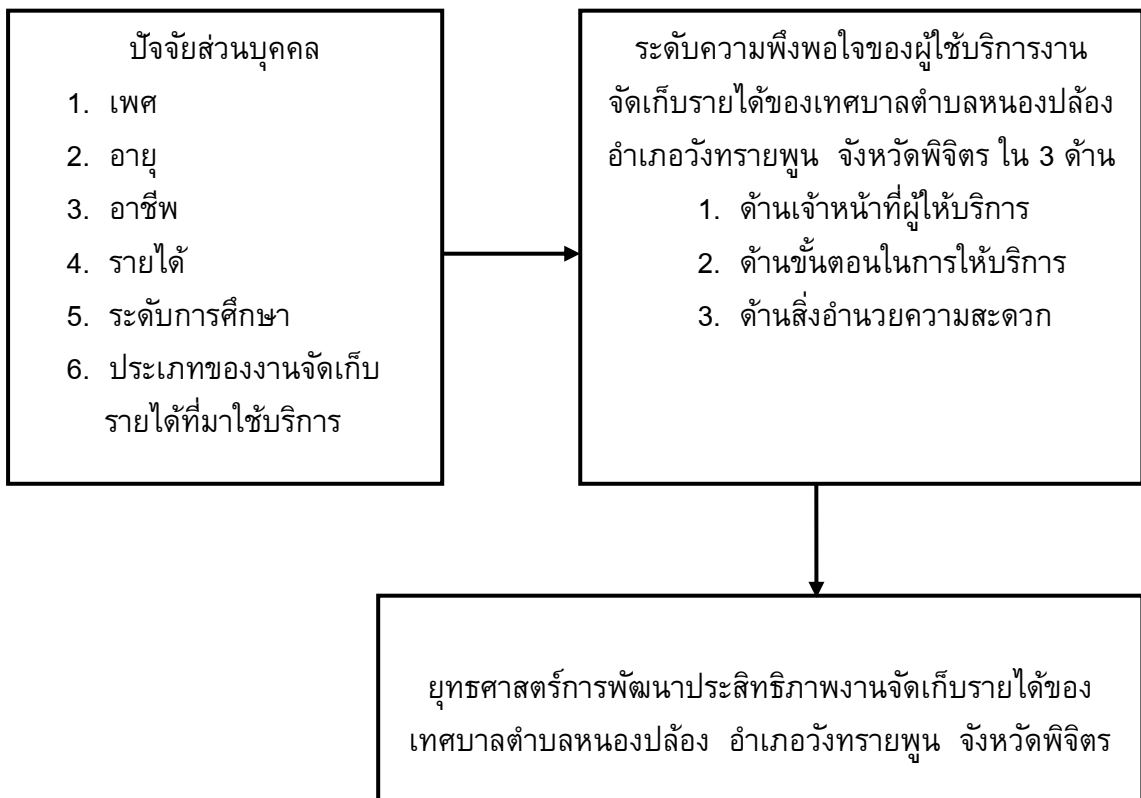 ปัจจัยส่วนบุคคล
1. เพศ
2. อายุ
3. อาชีพ
4. รายได้
5. ระดับการศึกษา
6. ประเภทของงานจัดเก็บ
รายได้ที่มาใช้บริการ
ระดับความพึงพอใจของผู้ใช้บริการงาน
จัดเก็บรายได้ของเทศบาลตำบลหนองปล้อง
อำเภอวังทรายพูน จังหวัดพิจิตร ใน 3 ด้าน
1. ด้านเจ้าหน้าที่ผู้ให้บริการ
2. ด้านขั้นตอนในการให้บริการ
3. ด้านสิ่งอำนวยความสะดวก
ยุทธศาสตร์การพัฒนาประสิทธิภาพงานจัดเก็บรายได้ของ
เทศบาลตำบลหนองปล้อง อำเภอวังทรายพูน จังหวัดพิจิตร